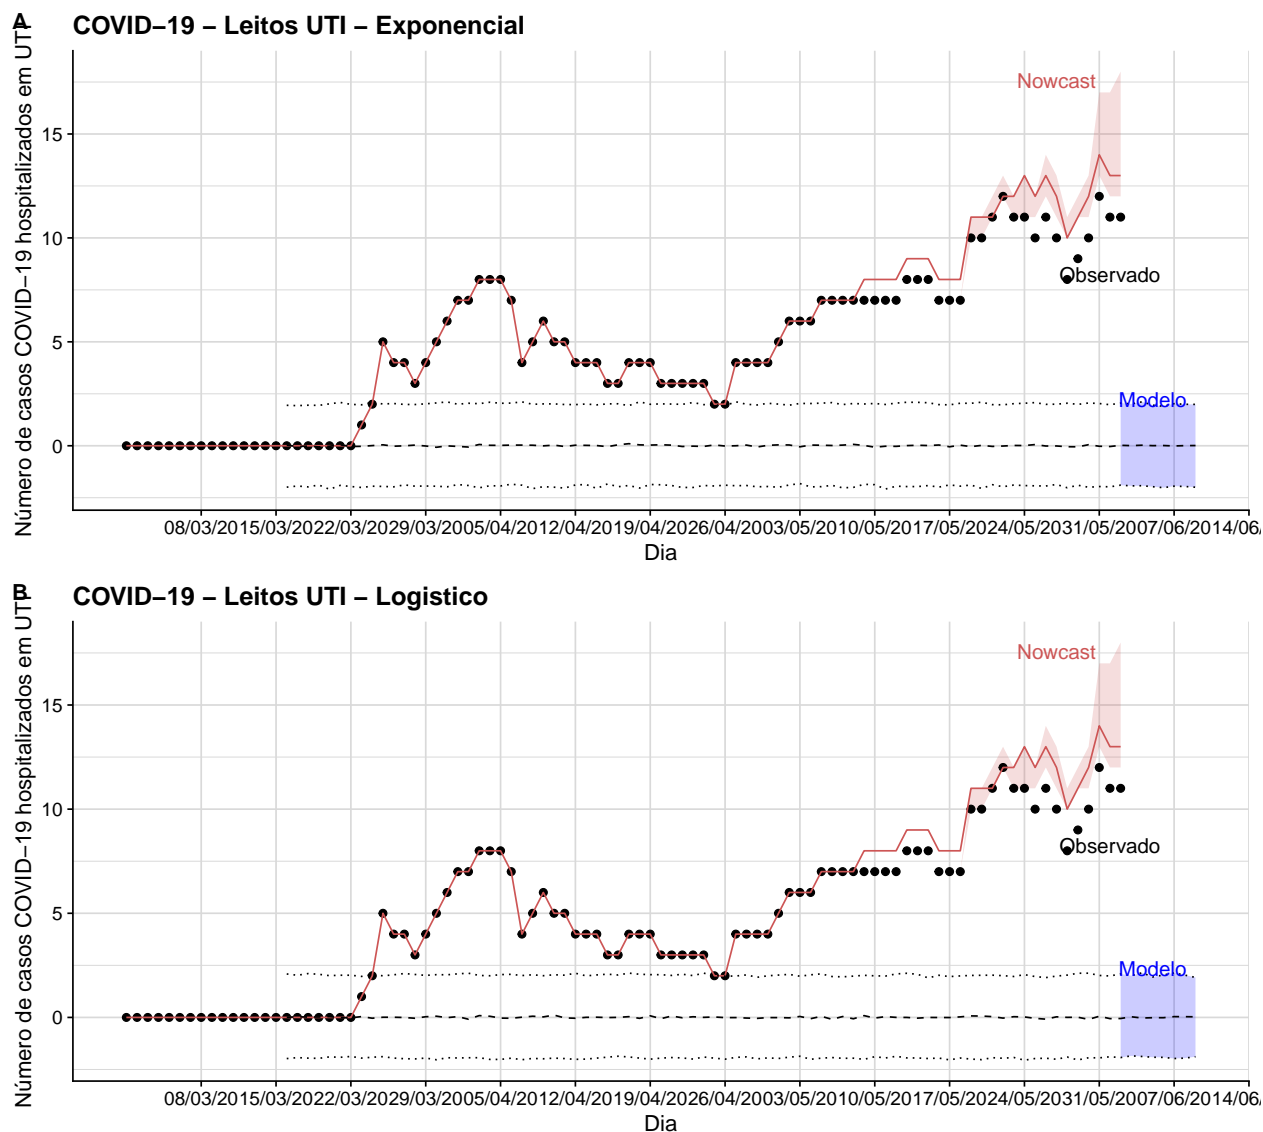 A
COVID–19 – Leitos UTI – Exponencial
Número de casos COVID–19 hospitalizados em UTI
15
10
5
0
Nowcast
Observado
Modelo
08/03/2015/03/2022/03/2029/03/2005/04/2012/04/2019/04/2026/04/2003/05/2010/05/2017/05/2024/05/2031/05/2007/06/2014/06/
Dia
B
COVID–19 – Leitos UTI – Logistico
Número de casos COVID–19 hospitalizados em UTI
15
10
5
0
Nowcast
Observado
Modelo
08/03/2015/03/2022/03/2029/03/2005/04/2012/04/2019/04/2026/04/2003/05/2010/05/2017/05/2024/05/2031/05/2007/06/2014/06/
Dia